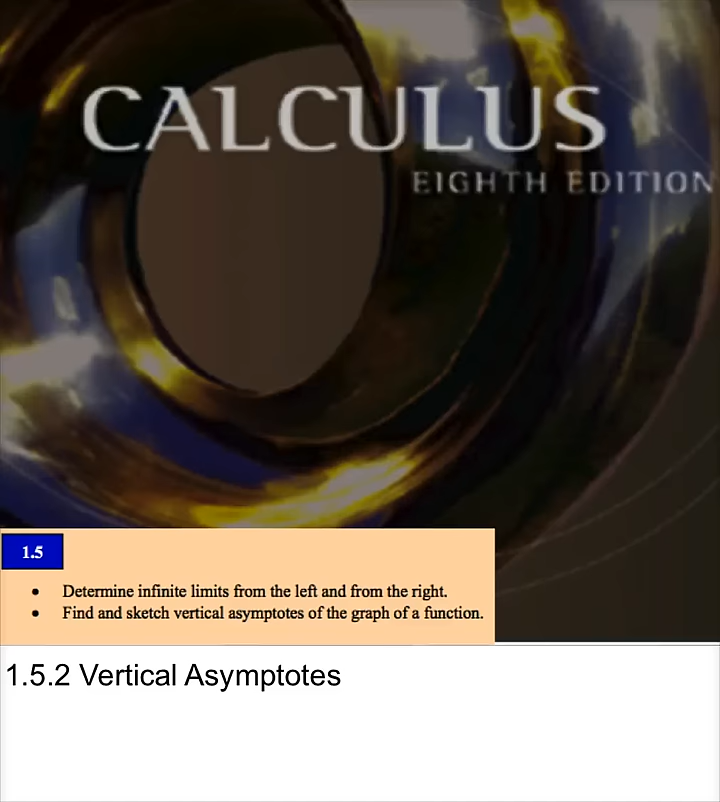 CALCULUS
EIGHTH EDITION
1.5
• Determine infinite limits from the left and from the right.
• Find and sketch vertical asymptotes of the graph of a function.
1.5.2 Vertical Asymptotes